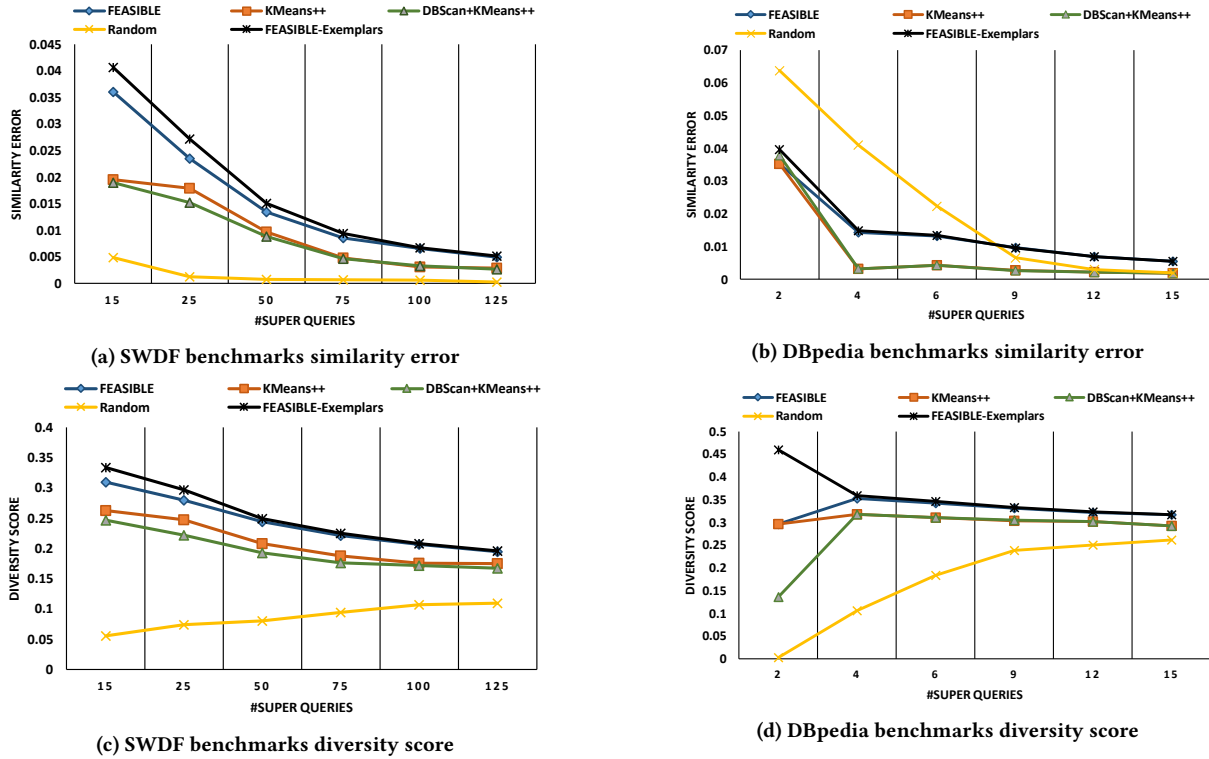 FEASIBLE KMeans++ DBScan+KMeans++
Random FEASIBLE-Exemplars
0.045
0.04
0.035
0.03
0.025
0.02
0.015
0.01
0.005
0
SIMILARITY ERROR
15 25 50 75 100 125
#SUPER QUERIES
(a) SWDF benchmarks similarity error
FEASIBLE KMeans++ DBScan+KMeans++
Random FEASIBLE-Exemplars
0.07
0.06
0.05
0.04
0.03
0.02
0.01
0
SIMILARITY ERROR
2 4 6 9 12 15
#SUPER QUERIES
(b) DBpedia benchmarks similarity error
FEASIBLE KMeans++ DBScan+KMeans++
Random FEASIBLE-Exemplars
0.4
0.35
0.3
0.25
0.2
0.15
0.1
0.05
0
DIVERSITY SCORE
15 25 50 75 100 125
#SUPER QUERIES
(c) SWDF benchmarks diversity score
FEASIBLE KMeans++ DBScan+KMeans++
Random FEASIBLE-Exemplars
0.5
0.45
0.4
0.35
0.3
0.25
0.2
0.15
0.1
0.05
0
DIVERSITY SCORE
2 4 6 9 12 15
#SUPER QUERIES
(d) DBpedia benchmarks diversity score